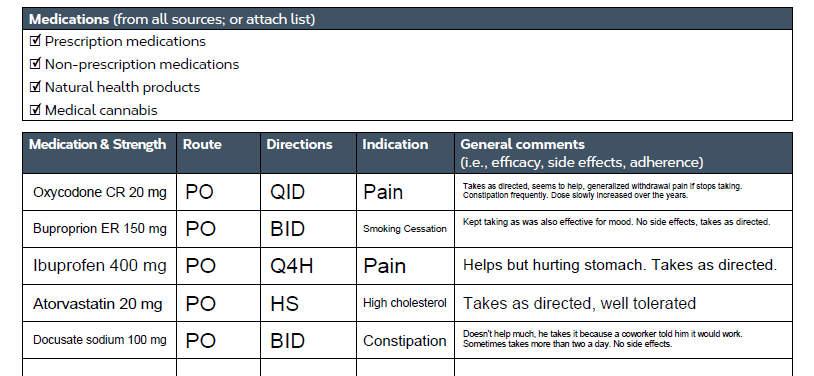 Medications (from all sources; or attach list)
☑ Prescription medications
☑ Non-prescription medications
☑ Natural health products
☑ Medical cannabis
Medication & Strength Route Directions Indication General comments
(i.e., efficacy, side effects, adherence)
Oxycodone CR 20 mg PO QID Pain Takes as directed, seems to help, generalized withdrawal pain if stops taking.
Constipation frequently. Dose slowly increased over the years.
Buproprion ER 150 mg PO BID Smoking Cessation Kept taking as was also effective for mood. No side effects, takes as directed.
Ibuprofen 400 mg PO Q4H Pain Helps but hurting stomach. Takes as directed.
Atorvastatin 20 mg PO HS High cholesterol Takes as directed, well tolerated
Docusate sodium 100 mg PO BID Constipation Doesn't help much, he takes it because a coworker told him it would work.
Sometimes takes more than two a day. No side effects.